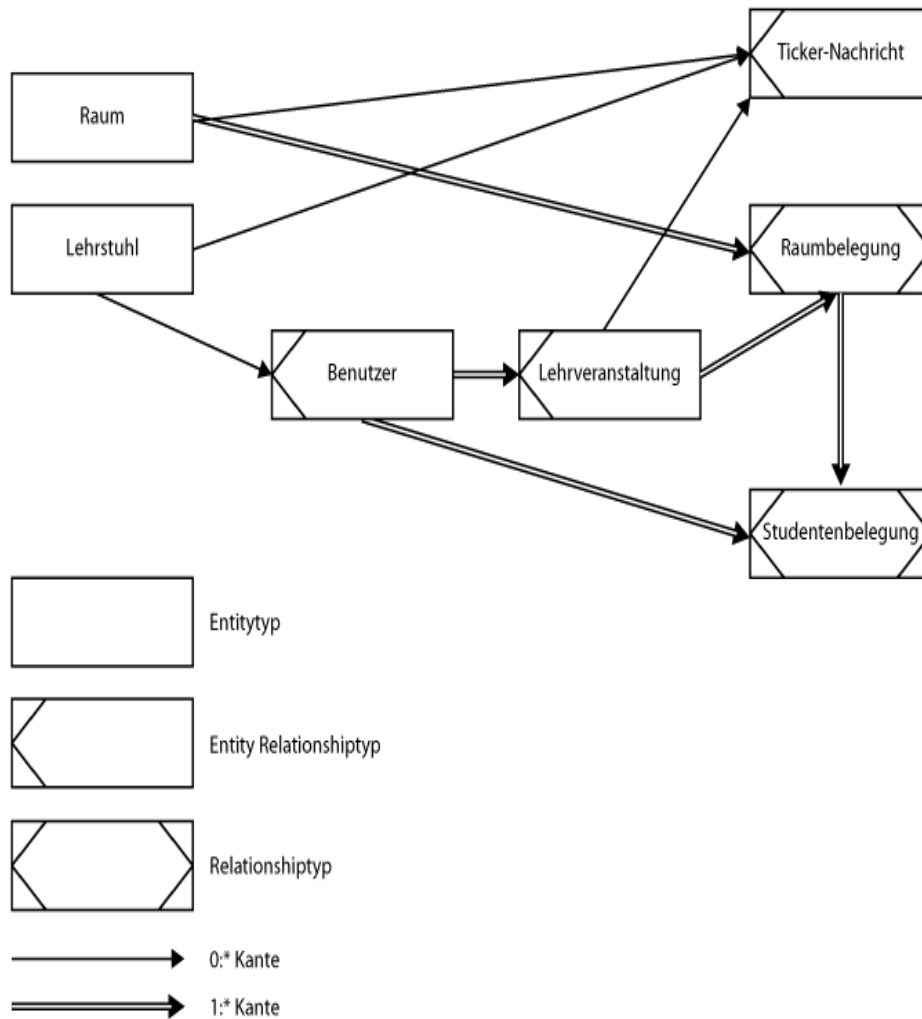 Ticker-Nachricht
Raum
Lehrstuhl
Raumbelegung
Benutzer
Lehrveranstaltung
Studentenbelegung
Entitytyp
Entity Relationshiptyp
Relationshiptyp
0:* Kante
1:* Kante